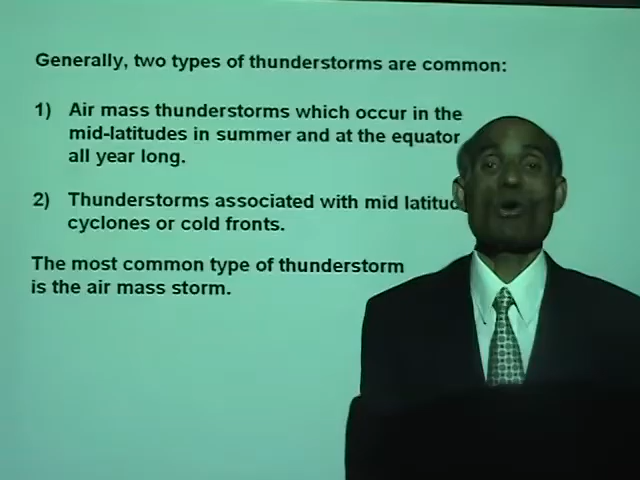 Generally, two types of thunderstorms are common:
1) Air mass thunderstorms which occur in the
mid-latitudes in summer and at the equator
all year long.
2) Thunderstorms associated with mid
cyclones or cold fronts.
The most common type of thunderstorm
is the air mass storm.